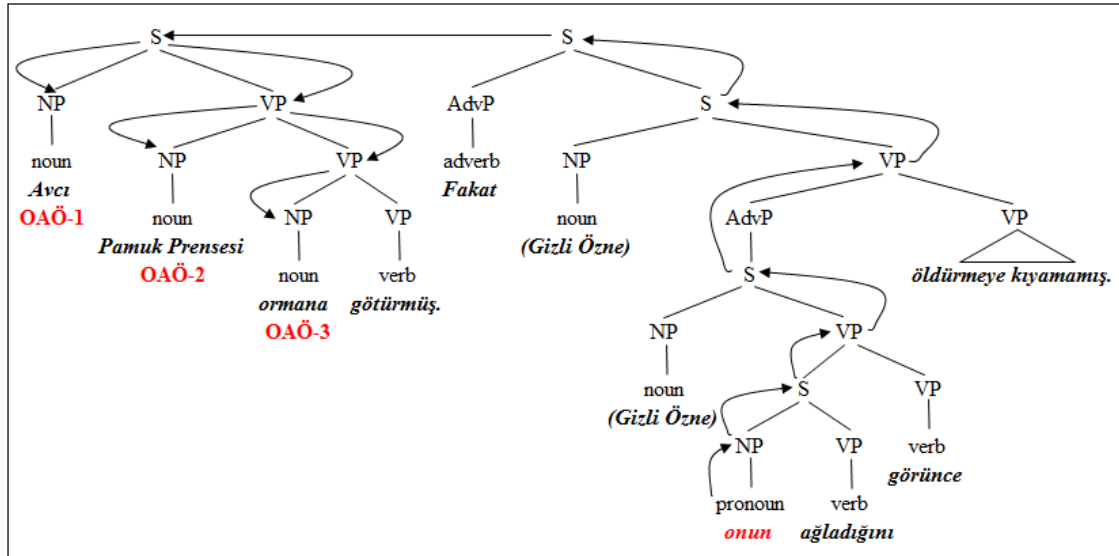 S S
NP VP AdvP S
noun NP VP adverb NP VP
Avcı Fakat
OAÖ-1 noun NP VP noun AdvP VP
Pamuk Prensesi (Gizli Özne)
OAÖ-2 noun verb S öldürmeye kıyamamış.
ormana götürmüş.
OAÖ-3 NP VP
noun S VP
(Gizli Özne)
NP VP verb
görünce
pronoun verb
onun ağladığını